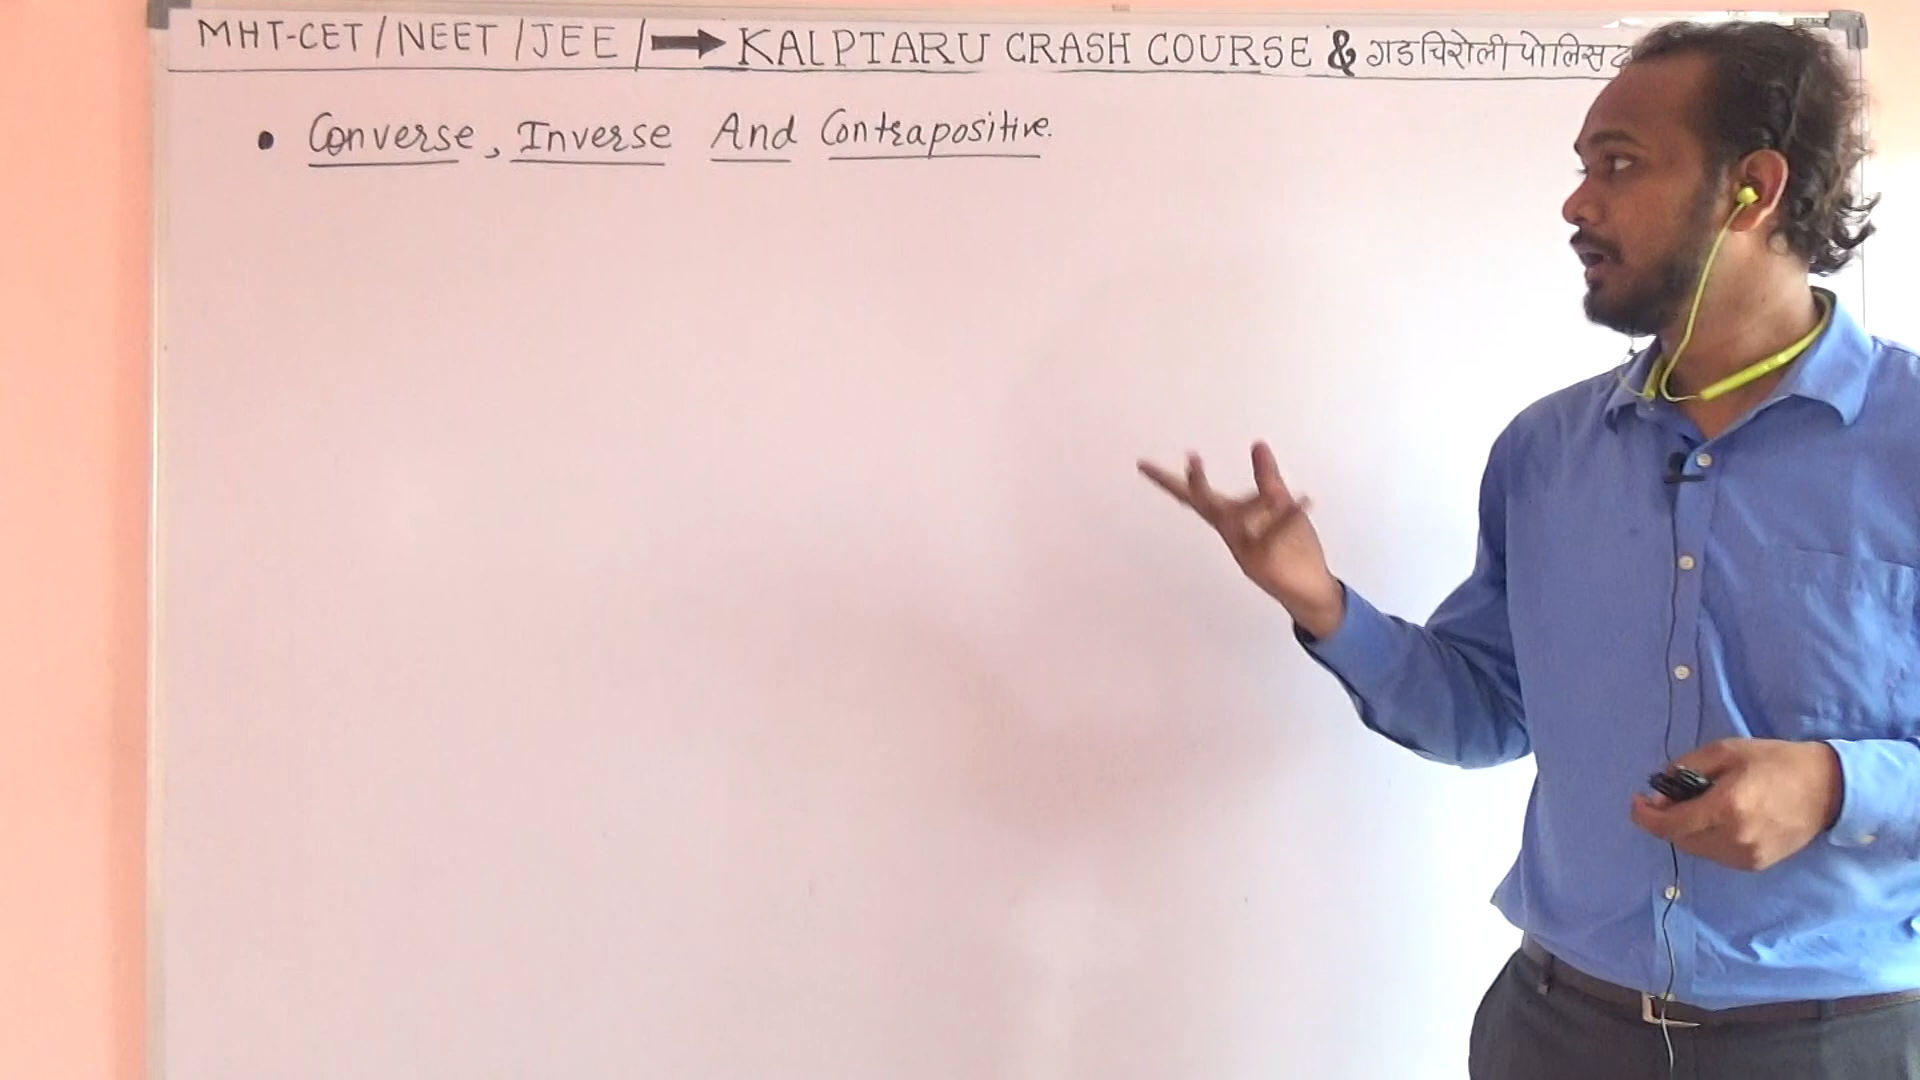 MHT-CET / NEET / JEE / → KALPTARU CRASH COURSE & गडचिरोली पोलिस
• Converse, Inverse And Contrapositive.